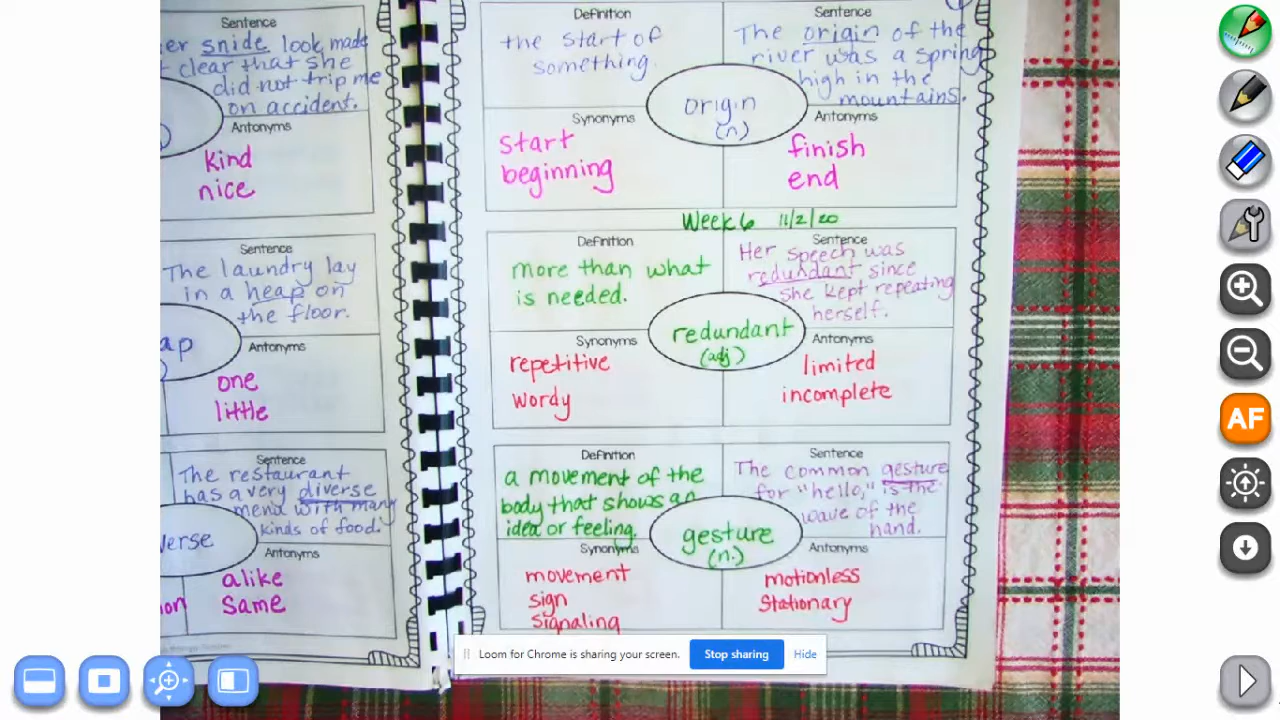 Sentence
snide look made
clear that she
did not trip me
on accident.
Antonyms
kind
nice
Sentence
The laundry lay
in a heap on
the floor.
Antonyms
one
little
Sentence
The restaurant
has a very diverse
menu with many
kinds of food.
Antonyms
alike
same
Definition
the start of
something.
Sentence
The origin of the
river was a spring
high in the
mountains.
origin
(n)
Synonyms
start
beginning
Antonyms
finish
end
Week 6 11/2/20
Definition
more than what
is needed.
Sentence
Her speech was
redundant since
she kept repeating
herself.
redundant
(adj)
Synonyms
repetitive
wordy
Antonyms
limited
incomplete
Definition
a movement of the
body that shows an
idea or feeling.
Sentence
The common gesture
for "hello," is the
wave of the
hand.
gesture
(n.)
Synonyms
movement
sign
signaling
Antonyms
motionless
stationary
Loom for Chrome is sharing your screen. Stop sharing Hide
AF